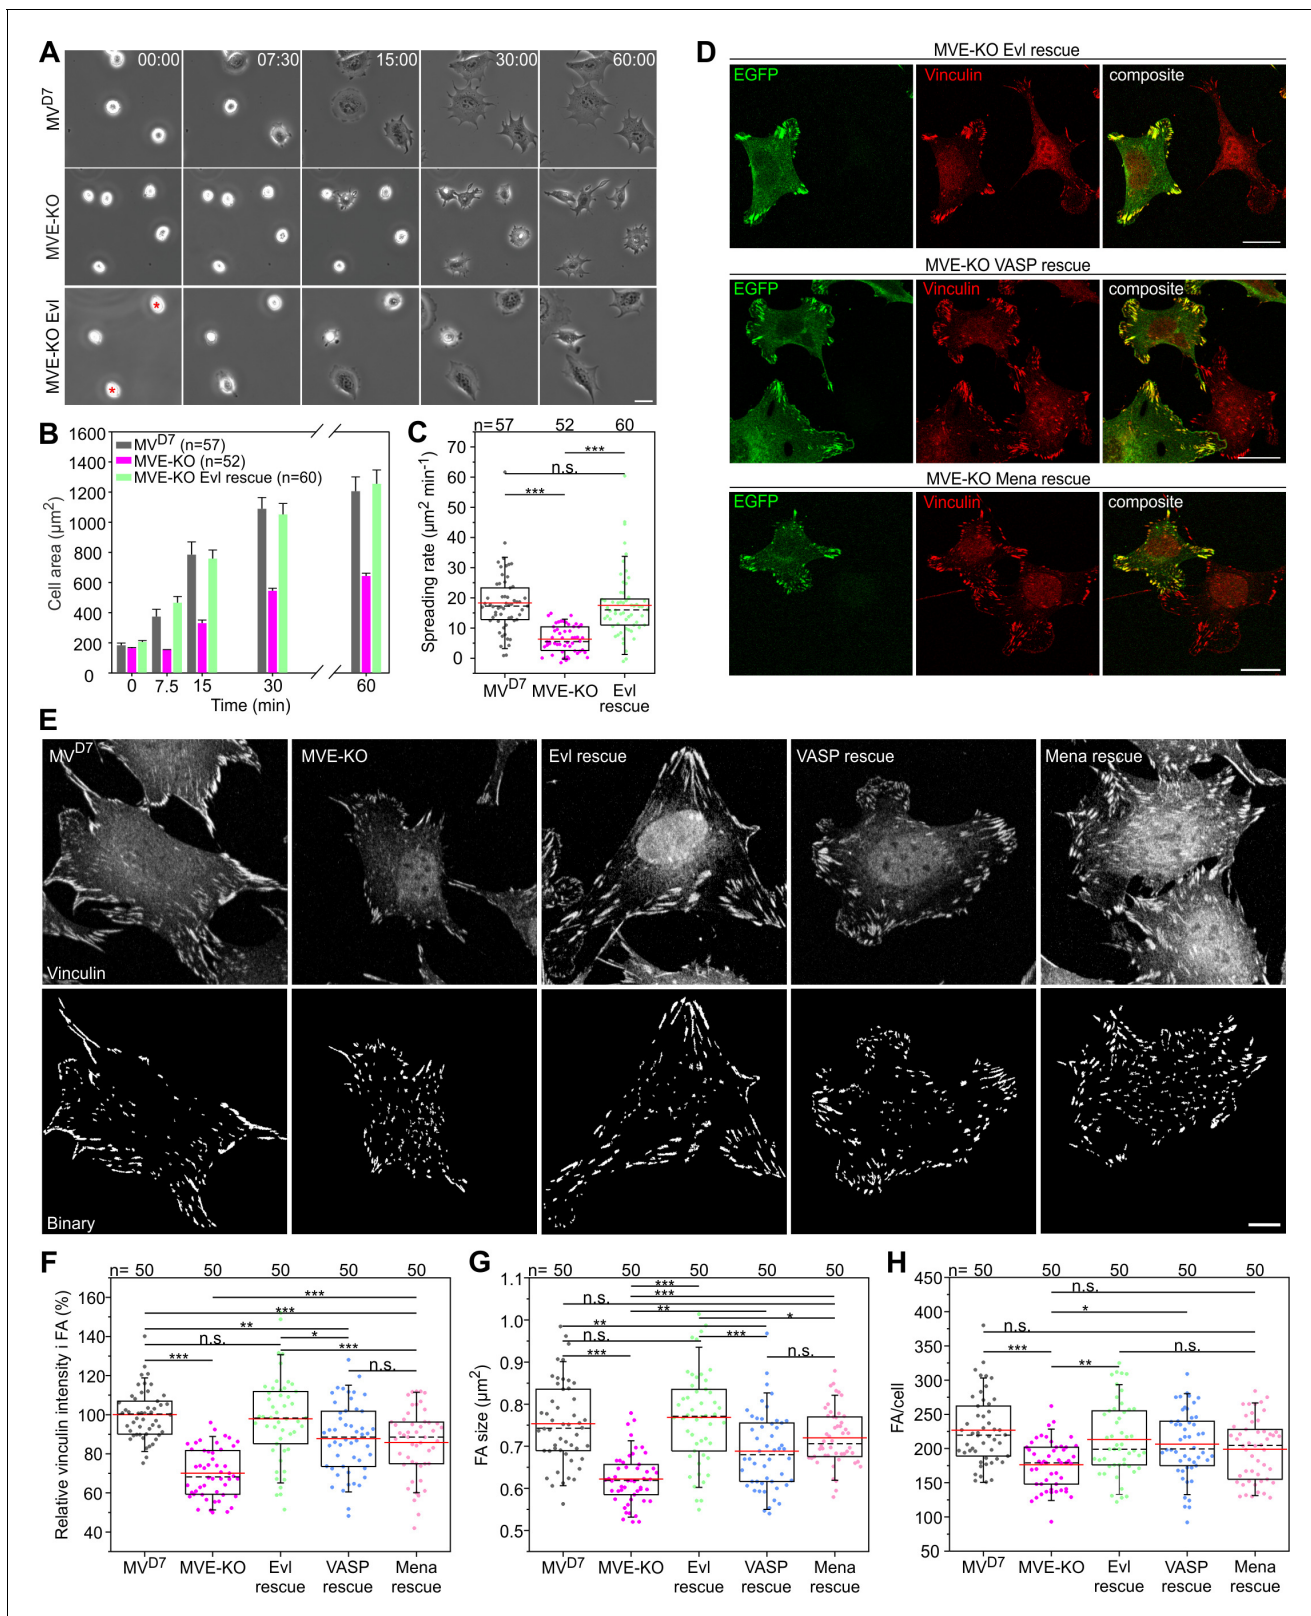 A
00:00 07:30 15:00 30:00 60:00
MV^D7
MVE-KO
MVE-KO Evl
*
*
B
1600
1400
1200
1000
800
600
400
200
0
Cell area (µm²)
MV^D7 (n=57)
MVE-KO (n=52)
MVE-KO Evl rescue (n=60)
0 7.5 15 30 60
Time (min)
C
n= 57 52 60
70
60
50
40
30
20
10
0
Spreading rate (µm² min⁻¹)
***
n.s.
***
MV^D7 MVE-KO Evl
rescue
D
MVE-KO Evl rescue
EGFP Vinculin composite
MVE-KO VASP rescue
EGFP Vinculin composite
MVE-KO Mena rescue
EGFP Vinculin composite
E
MV^D7 MVE-KO Evl rescue VASP rescue Mena rescue
Vinculin
Binary
F
n= 50 50 50 50 50
160
140
120
100
80
60
40
Relative vinculin intensity i FA (%)
***
***
**
n.s. *
*** ***
n.s.
MV^D7 MVE-KO Evl VASP Mena
rescue rescue rescue
G
n= 50 50 50 50 50
1.1
1.0
0.9
0.8
0.7
0.6
0.5
FA size (µm²)
***
***
n.s.
**
*
**
n.s. ***
*** n.s.
MV^D7 MVE-KO Evl VASP Mena
rescue rescue rescue
H
n= 50 50 50 50 50
450
400
350
300
250
200
150
100
50
FA/cell
n.s.
*
n.s.
*** n.s.
**
MV^D7 MVE-KO Evl VASP Mena
rescue rescue rescue